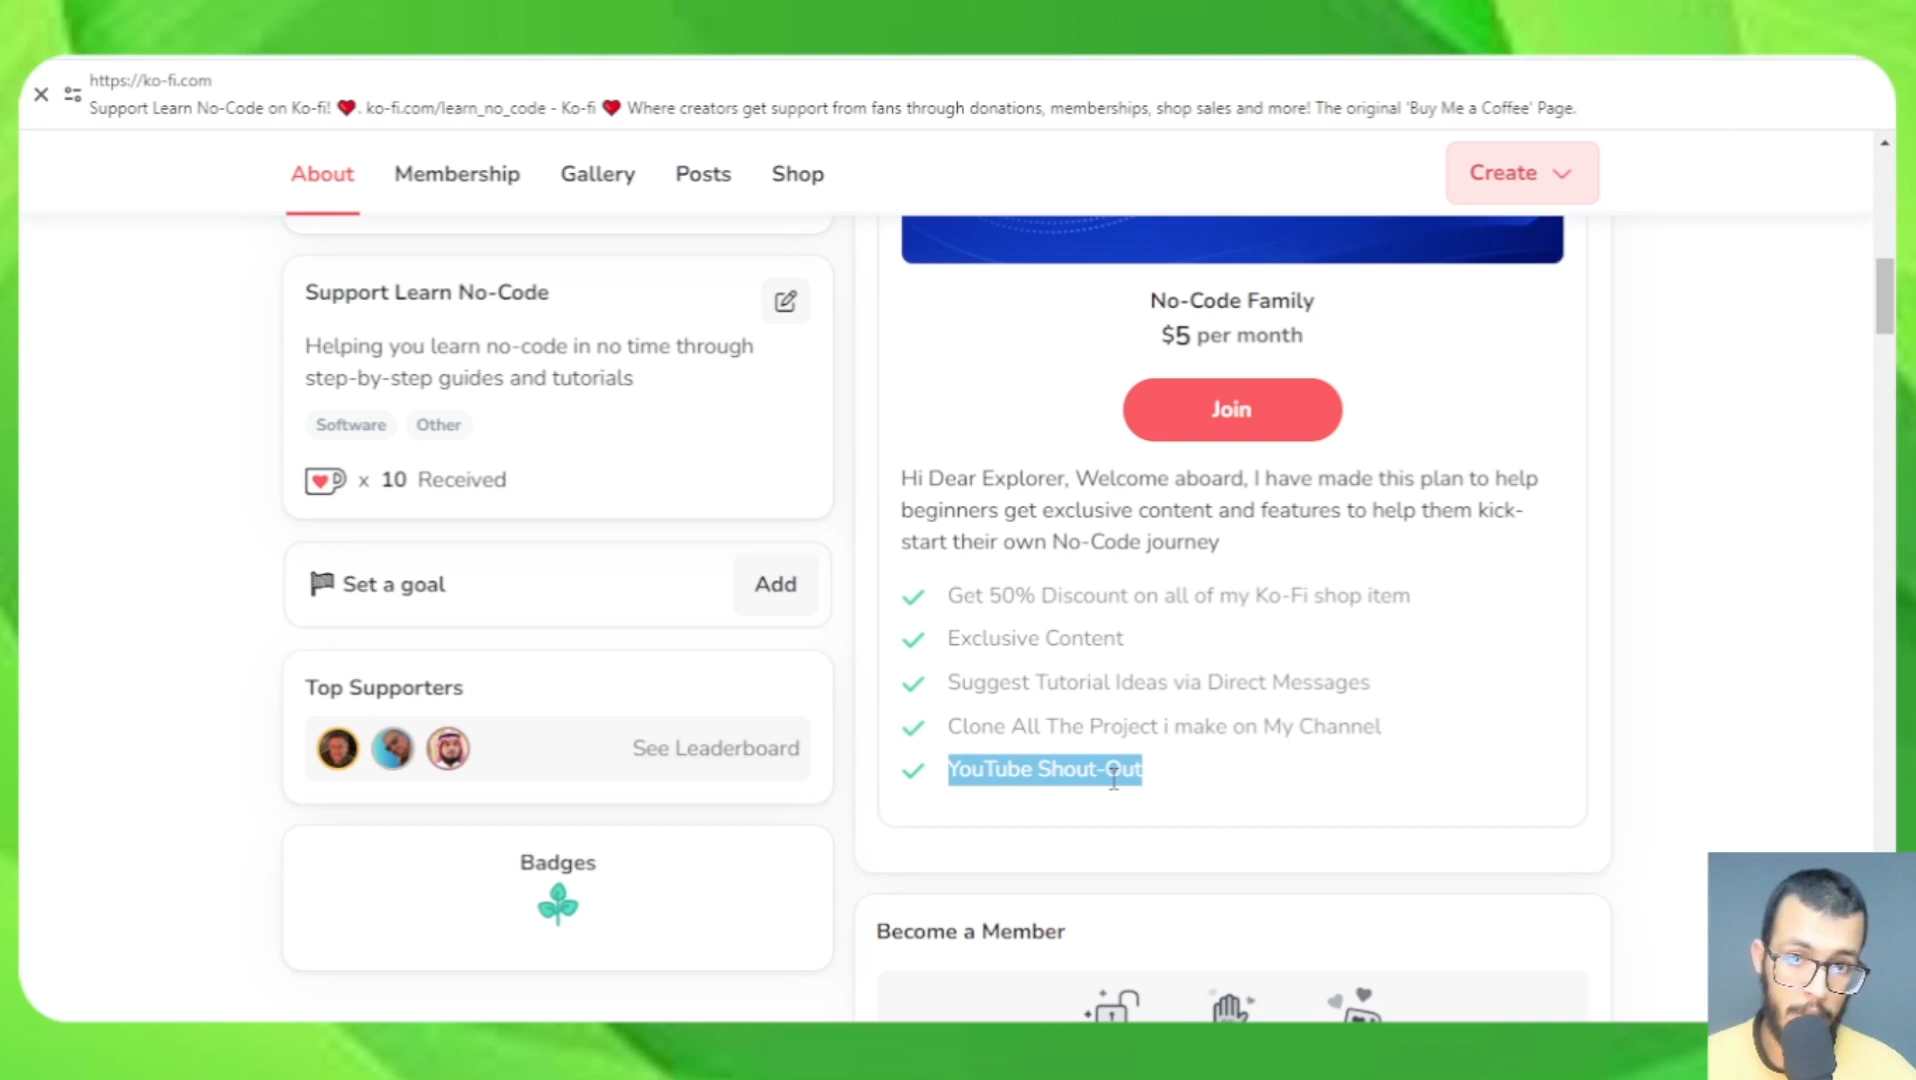 https://ko-fi.com
Support Learn No-Code on Ko-fi! ❤️. ko-fi.com/learn_no_code - Ko-fi ❤️ Where creators get support from fans through donations, memberships, shop sales and more! The original 'Buy Me a Coffee' Page.
About Membership Gallery Posts Shop
Create
Support Learn No-Code
Helping you learn no-code in no time through
step-by-step guides and tutorials
Software Other
x 10 Received
Set a goal
Add
Top Supporters
See Leaderboard
Badges
No-Code Family
$5 per month
Join
Hi Dear Explorer, Welcome aboard, I have made this plan to help
beginners get exclusive content and features to help them kick-
start their own No-Code journey
Get 50% Discount on all of my Ko-Fi shop item
Exclusive Content
Suggest Tutorial Ideas via Direct Messages
Clone All The Project i make on My Channel
YouTube Shout-Out
Become a Member